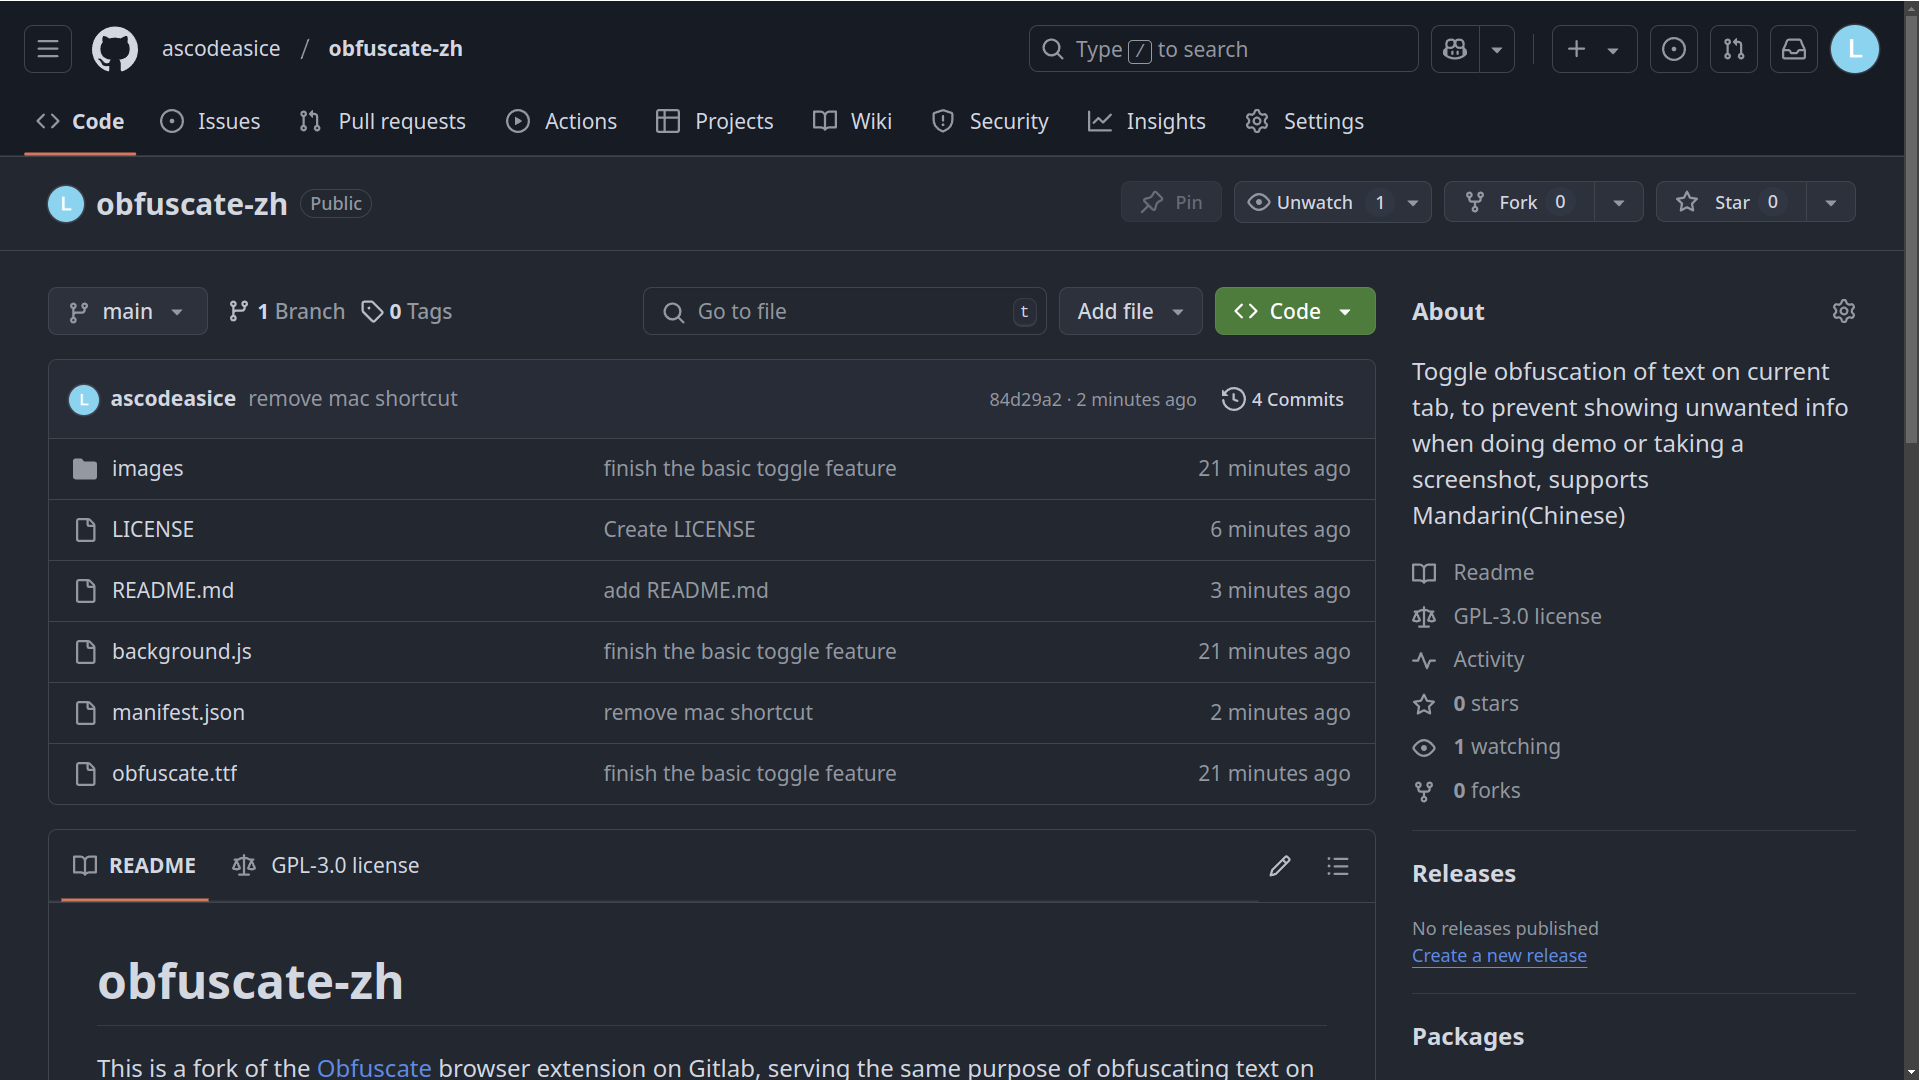 ascodeasice / obfuscate-zh
Type / to search
L
Code Issues Pull requests Actions Projects Wiki Security Insights Settings
L obfuscate-zh Public
Pin Unwatch 1 Fork 0 Star 0
main 1 Branch 0 Tags
Go to file t Add file Code
L ascodeasice remove mac shortcut 84d29a2 · 2 minutes ago 4 Commits
images finish the basic toggle feature 21 minutes ago
LICENSE Create LICENSE 6 minutes ago
README.md add README.md 3 minutes ago
background.js finish the basic toggle feature 21 minutes ago
manifest.json remove mac shortcut 2 minutes ago
obfuscate.ttf finish the basic toggle feature 21 minutes ago
README GPL-3.0 license
obfuscate-zh
This is a fork of the Obfuscate browser extension on Gitlab, serving the same purpose of obfuscating text on
About
Toggle obfuscation of text on current
tab, to prevent showing unwanted info
when doing demo or taking a
screenshot, supports
Mandarin(Chinese)
Readme
GPL-3.0 license
Activity
0 stars
1 watching
0 forks
Releases
No releases published
Create a new release
Packages